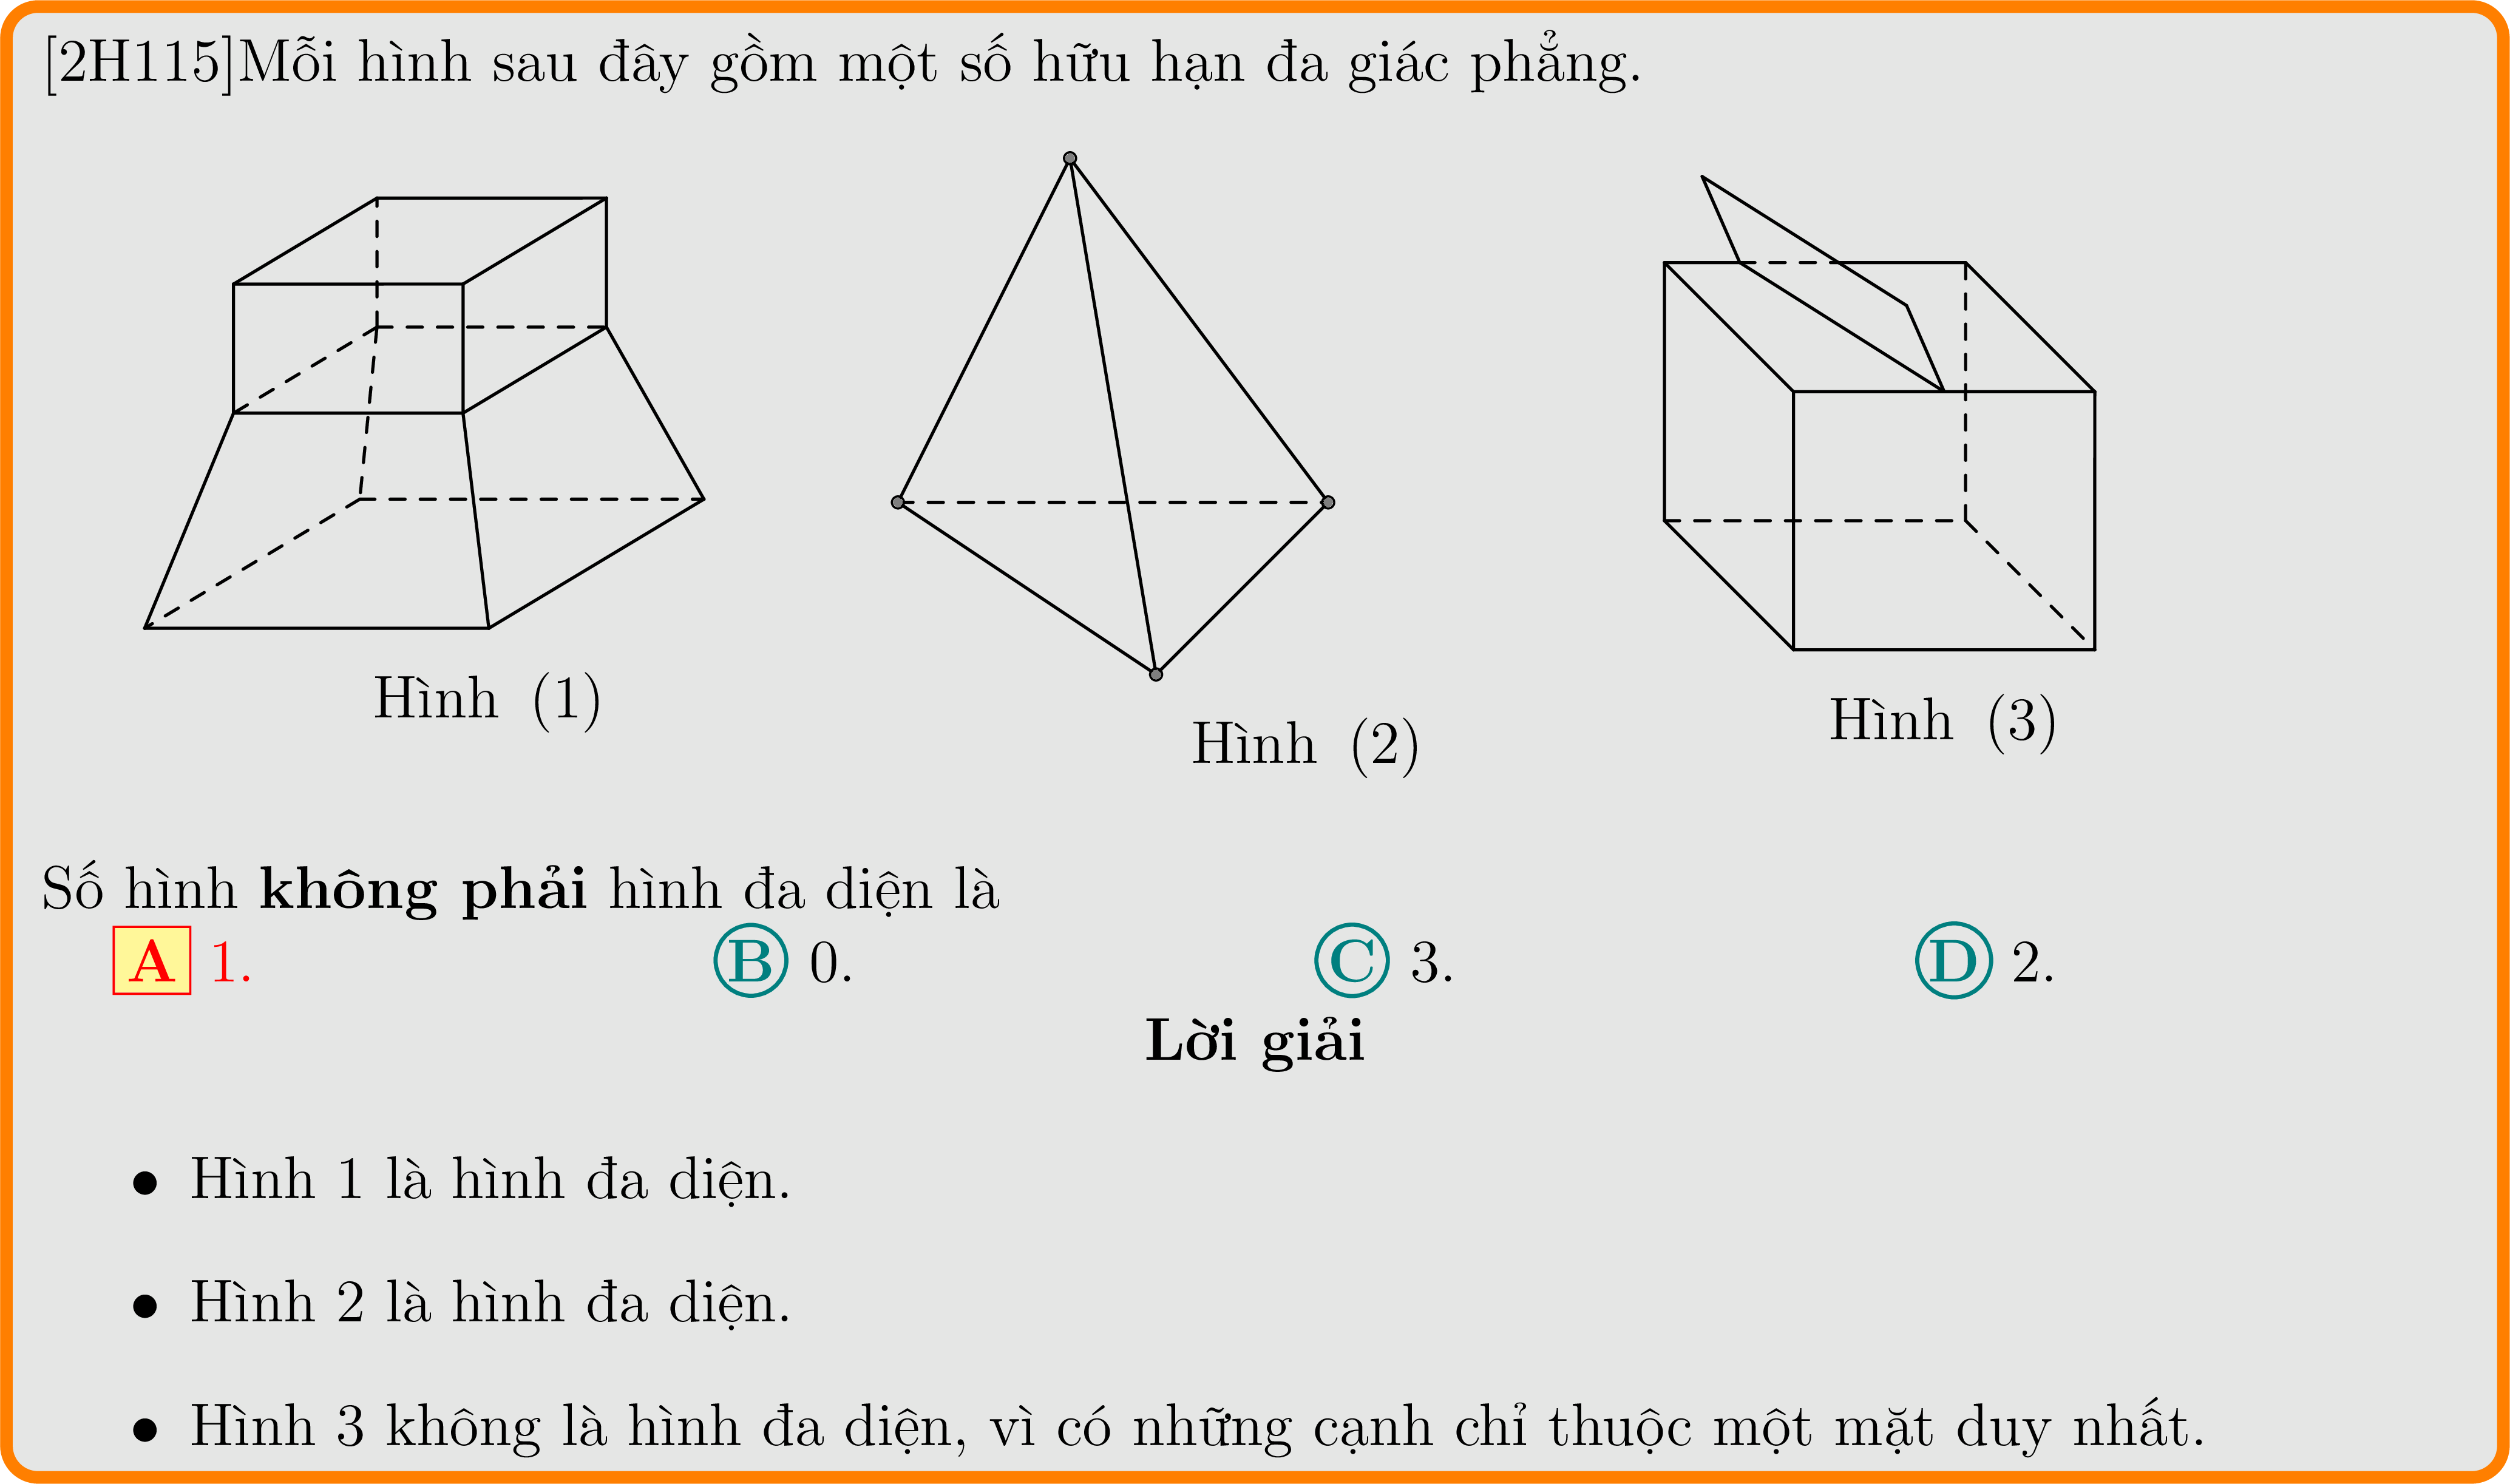 [2H115]Mỗi hình sau đây gồm một số hữu hạn đa giác phẳng.
Hình (1)
Hình (2)
Hình (3)
Số hình không phải hình đa diện là
A 1. B 0. C 3. D 2.
Lời giải
• Hình 1 là hình đa diện.
• Hình 2 là hình đa diện.
• Hình 3 không là hình đa diện, vì có những cạnh chỉ thuộc một mặt duy nhất.